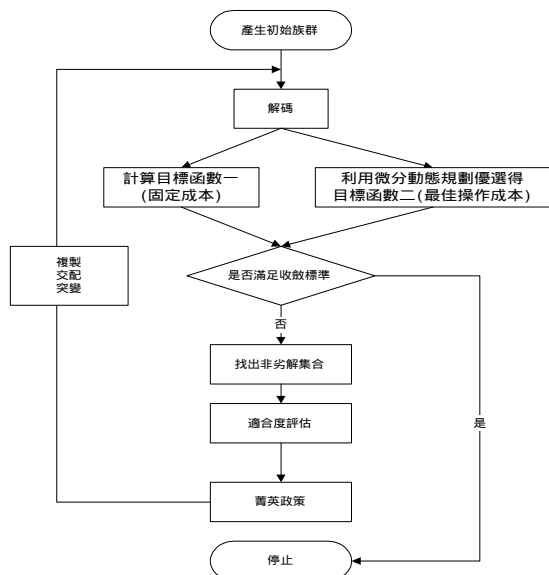 產生初始族群
解碼
計算目標函數一
(固定成本)
利用微分動態規劃優選得
目標函數二(最佳操作成本)
複製
交配
突變
是否滿足收斂標準
否
找出非劣解集合
適合度評估
是
菁英政策
停止